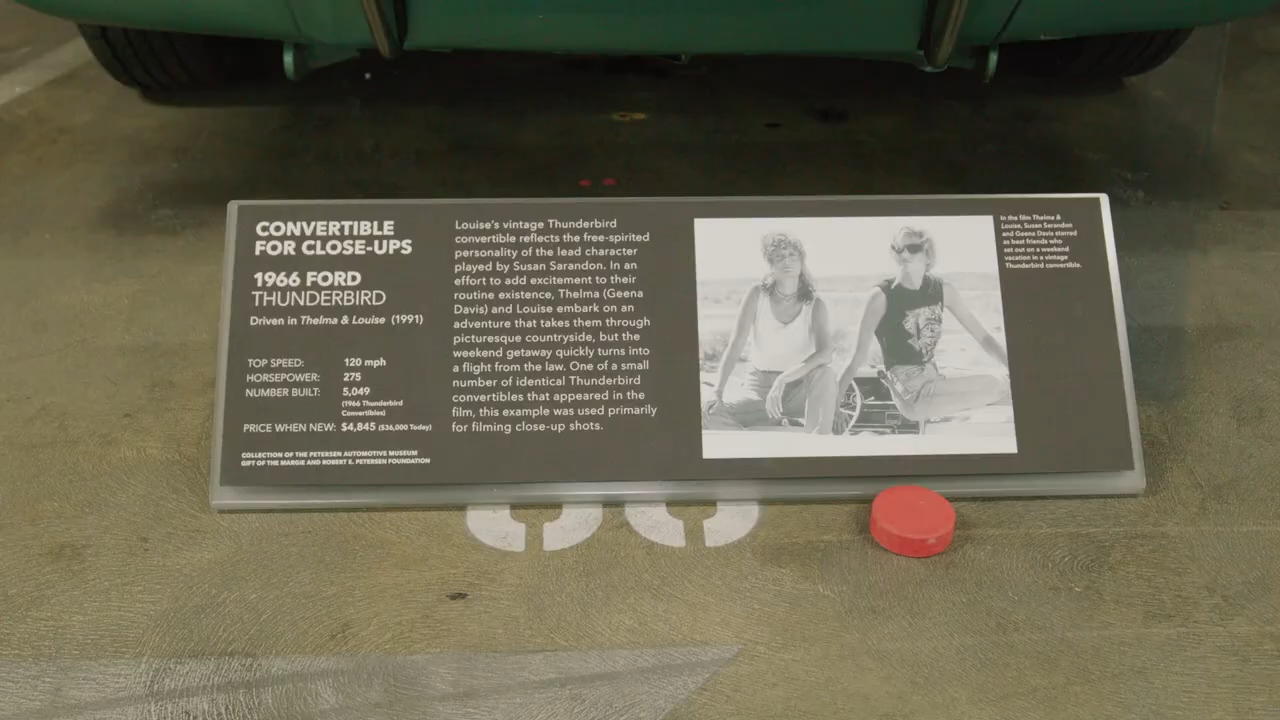 CONVERTIBLE
FOR CLOSE-UPS
1966 FORD
THUNDERBIRD
Driven in Thelma & Louise (1991)
TOP SPEED: 120 mph
HORSEPOWER: 275
NUMBER BUILT: 5,049
(1966 Thunderbird
Convertibles)
PRICE WHEN NEW: $4,845 ($36,000 Today)
COLLECTION OF THE PETERSEN AUTOMOTIVE MUSEUM
GIFT OF THE MARGIE AND ROBERT E. PETERSEN FOUNDATION
Louise's vintage Thunderbird
convertible reflects the free-spirited
personality of the lead character
played by Susan Sarandon. In an
effort to add excitement to their
routine existence, Thelma (Geena
Davis) and Louise embark on an
adventure that takes them through
picturesque countryside, but the
weekend getaway quickly turns into
a flight from the law. One of a small
number of identical Thunderbird
convertibles that appeared in the
film, this example was used primarily
for filming close-up shots.
In the film Thelma &
Louise, Susan Sarandon
and Geena Davis starred
as best friends who
set out on a weekend
vacation in a vintage
Thunderbird convertible.